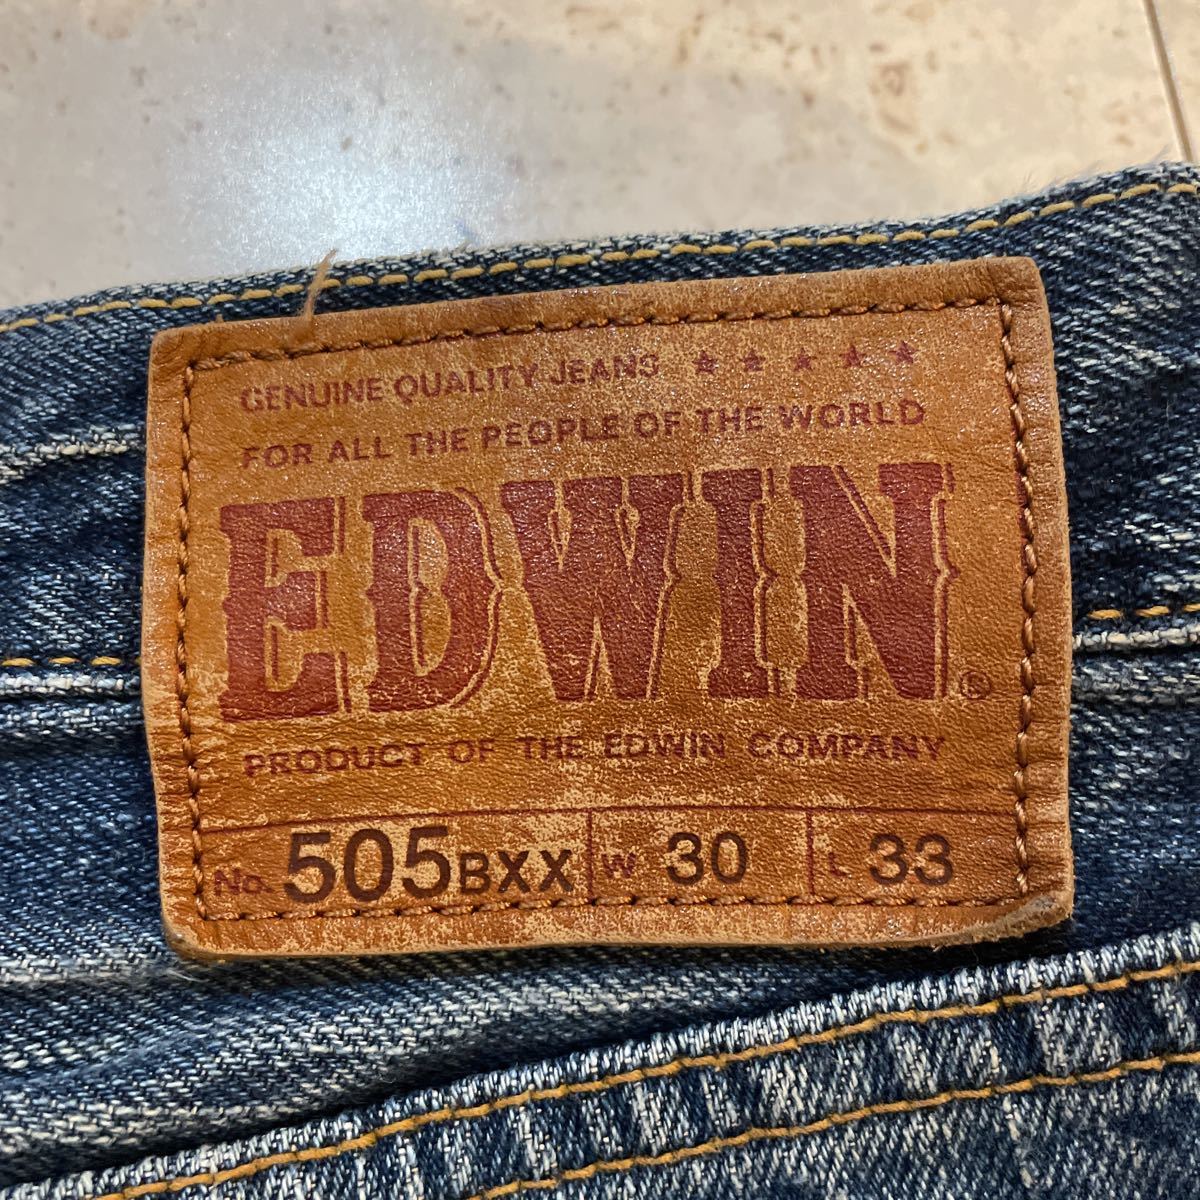 GENUINE QUALITY JEANS ★★★★★
FOR ALL THE PEOPLE OF THE WORLD
EDWIN®
PRODUCT OF THE EDWIN COMPANY
No. 505BXX W 30 L 33